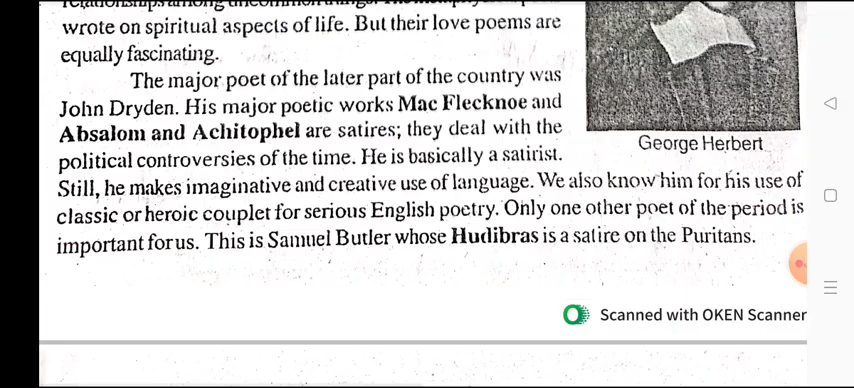 wrote on spiritual aspects of life. But their love poems are
equally fascinating.
The major poet of the later part of the country was
John Dryden. His major poetic works Mac Flecknoe and
Absalom and Achitophel are satires; they deal with the
political controversies of the time. He is basically a satirist.
George Herbert
Still, he makes imaginative and creative use of language. We also know him for his use of
classic or heroic couplet for serious English poetry. Only one other poet of the period is
important for us. This is Samuel Butler whose Hudibras is a satire on the Puritans.
Scanned with OKEN Scanner